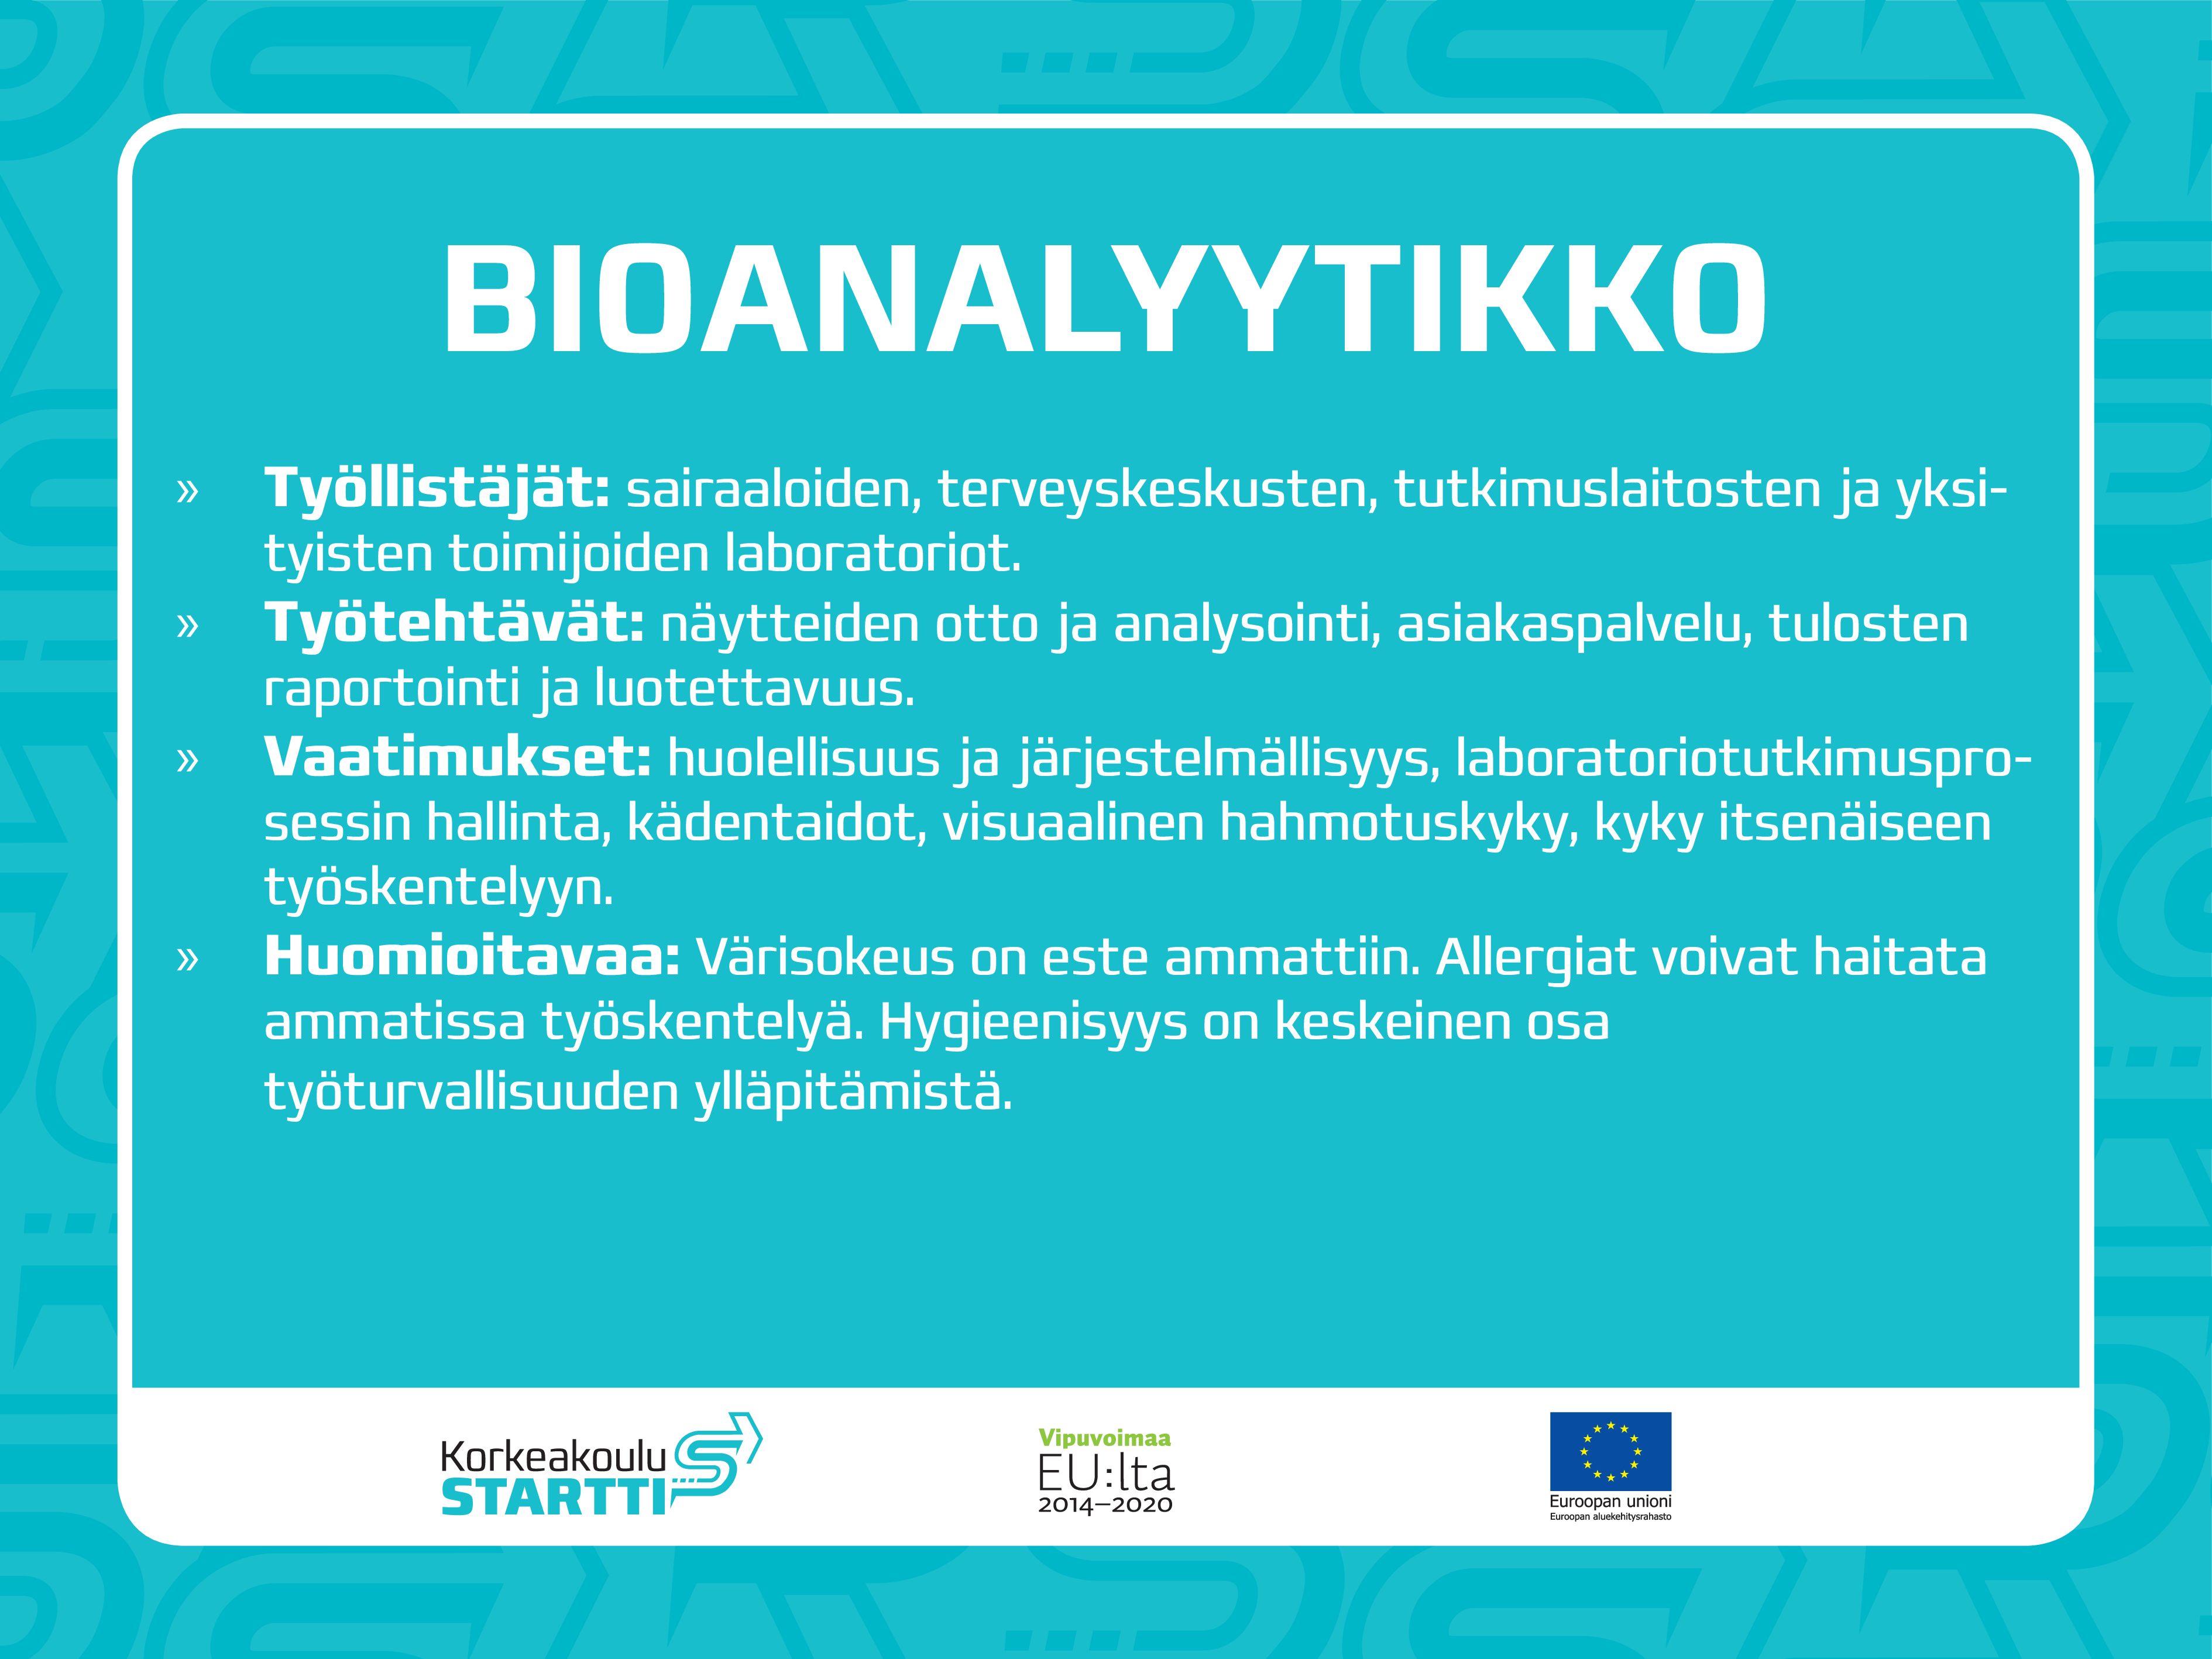 BIOANALYYTIKKO
» Työllistäjät: sairaaloiden, terveyskeskusten, tutkimuslaitosten ja yksi-
tyisten toimijoiden laboratoriot.
» Työtehtävät: näytteiden otto ja analysointi, asiakaspalvelu, tulosten
raportointi ja luotettavuus.
» Vaatimukset: huolellisuus ja järjestelmällisyys, laboratoriotutkimuspro-
sessin hallinta, kädentaidot, visuaalinen hahmotuskyky, kyky itsenäiseen
työskentelyyn.
» Huomioitavaa: Värisokeus on este ammattiin. Allergiat voivat haitata
ammatissa työskentelyä. Hygieenisyys on keskeinen osa
työturvallisuuden ylläpitämistä.
Korkeakoulu
STARTTI
Vipuvoimaa
EU:lta
2014–2020
Euroopan unioni
Euroopan aluekehitysrahasto